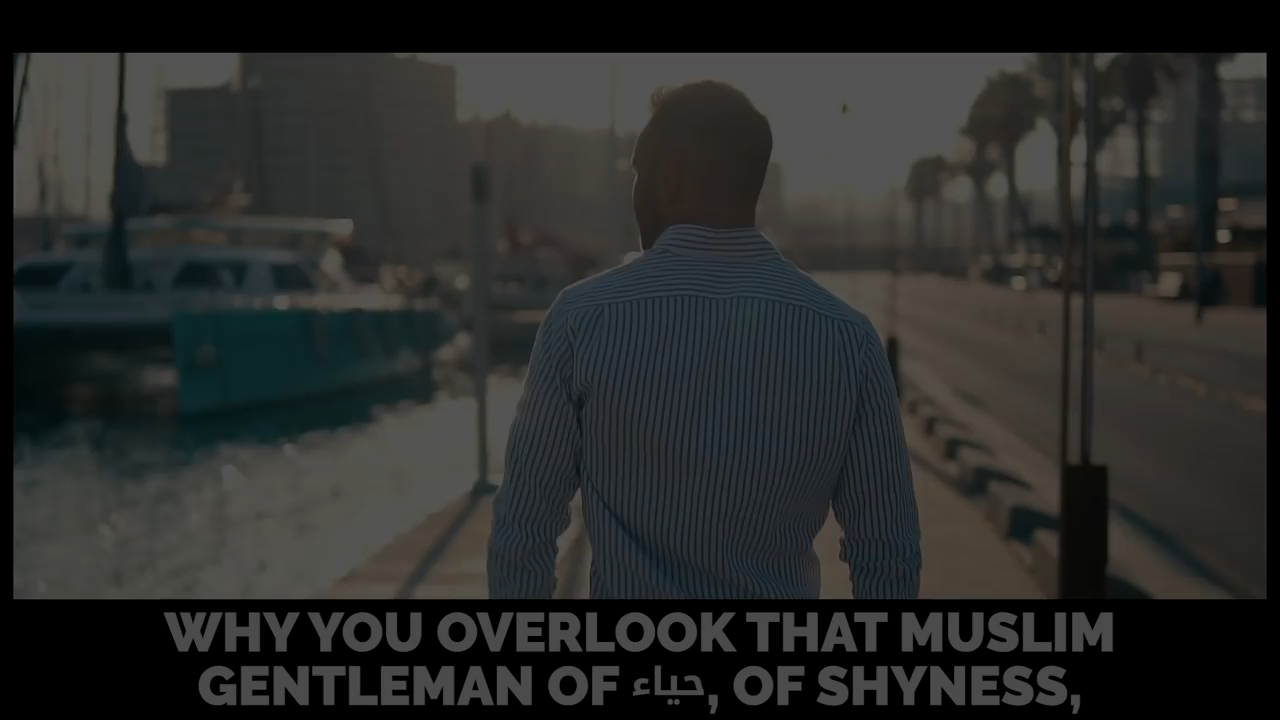 WHY YOU OVERLOOK THAT MUSLIM
GENTLEMAN OF حياء, OF SHYNESS,